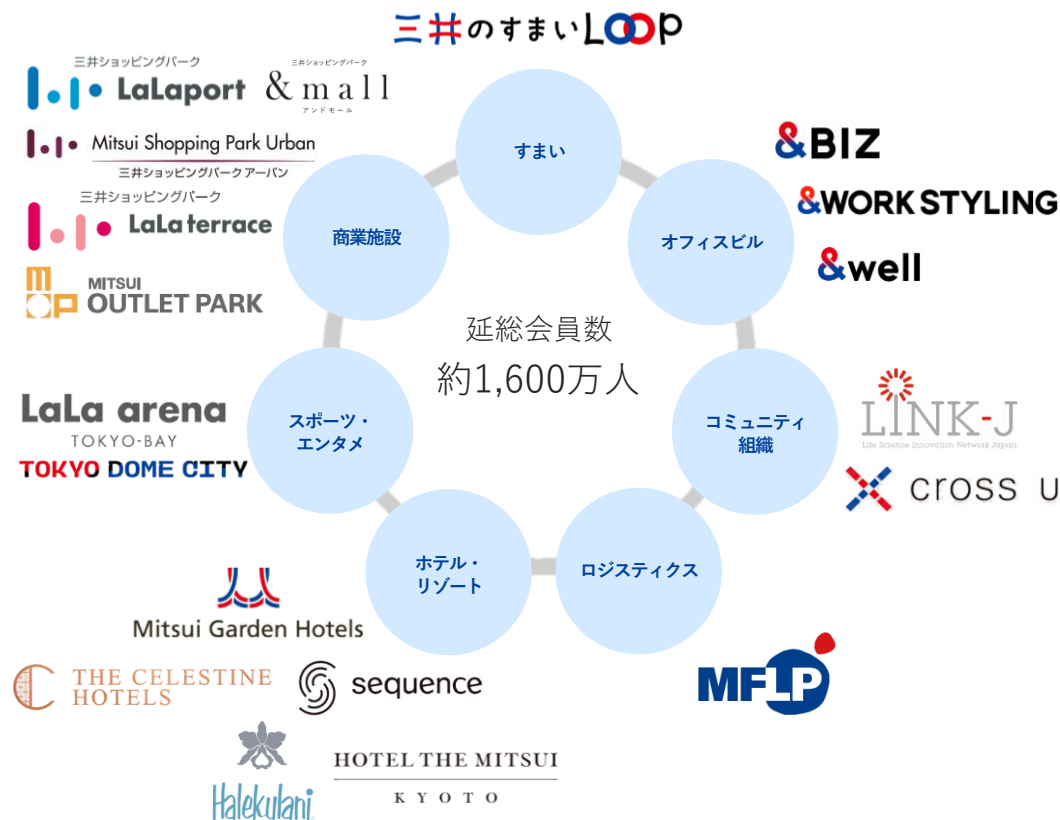 三井のすまいLOOP
三井ショッピングパーク
LaLaport
三井ショッピングパーク
&mall
アンドモール
Mitsui Shopping Park Urban
三井ショッピングパーク アーバン
三井ショッピングパーク
LaLa terrace
MITSUI
OUTLET PARK
mop
すまい
商業施設
オフィスビル
&BIZ
&WORK STYLING
&well
延総会員数
約1,600万人
LaLa arena
TOKYO-BAY
TOKYO DOME CITY
スポーツ・
エンタメ
コミュニティ
組織
LINK-J
Life Science Innovation Network Japan
cross U
ホテル・
リゾート
ロジスティクス
Mitsui Garden Hotels
THE CELESTINE
HOTELS
sequence
MFLP
Halekulani
HOTEL THE MITSUI
KYOTO